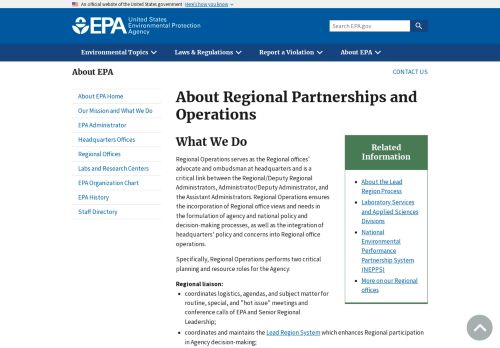 An official website of the United States government Here's how you know
EPA United States
Environmental Protection
Agency
Search EPA.gov
Environmental Topics Laws & Regulations Report a Violation About EPA
About EPA
CONTACT US
About EPA Home
Our Mission and What We Do
EPA Administrator
Headquarters Offices
Regional Offices
Labs and Research Centers
EPA Organization Chart
EPA History
Staff Directory
About Regional Partnerships and
Operations
What We Do
Regional Operations serves as the Regional offices'
advocate and ombudsman at headquarters and is a
critical link between the Regional/Deputy Regional
Administrators, Administrator/Deputy Administrator, and
the Assistant Administrators. Regional Operations ensures
the incorporation of Regional office views and needs in
the formulation of agency and national policy and
decision-making processes, as well as the integration of
headquarters' policy and concerns into Regional office
operations.
Specifically, Regional Operations performs two critical
planning and resource roles for the Agency:
Regional liaison:
• coordinates logistics, agendas, and subject matter for
routine, special, and "hot issue" meetings and
conference calls of EPA and Senior Regional
Leadership;
• coordinates and maintains the Lead Region System which enhances Regional participation
in Agency decision-making;
Related
Information
• About the Lead
Region Process
• Laboratory Services
and Applied Sciences
Divisions
• National
Environmental
Performance
Partnership System
(NEPPS)
• More on our Regional
offices